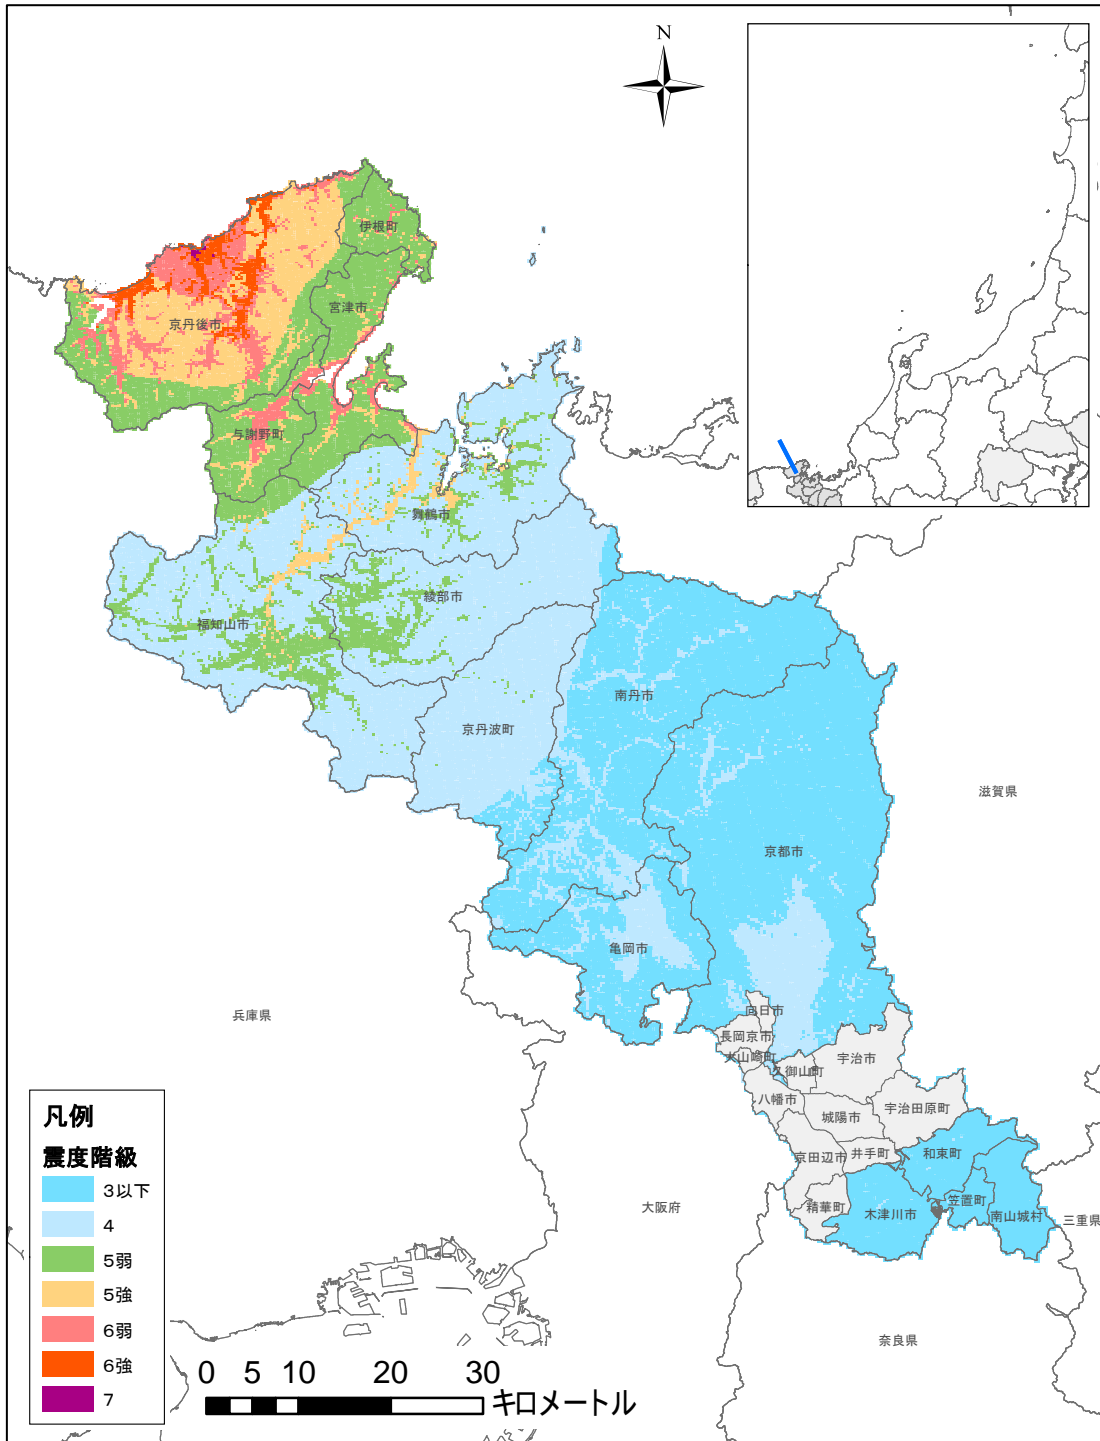 N
伊根町
宮津市
京丹後市
与謝野町
舞鶴市
綾部市
福知山市
南丹市
京丹波町
滋賀県
京都市
亀岡市
兵庫県
向日市
長岡京市
大山崎町
久御山町
宇治市
八幡市
城陽市
宇治田原町
京田辺市
井手町
和束町
精華町
木津川市
笠置町
南山城村
三重県
大阪府
奈良県
凡例
震度階級
3以下
4
5弱
5強
6弱
6強
7
0 5 10 20 30
キロメートル